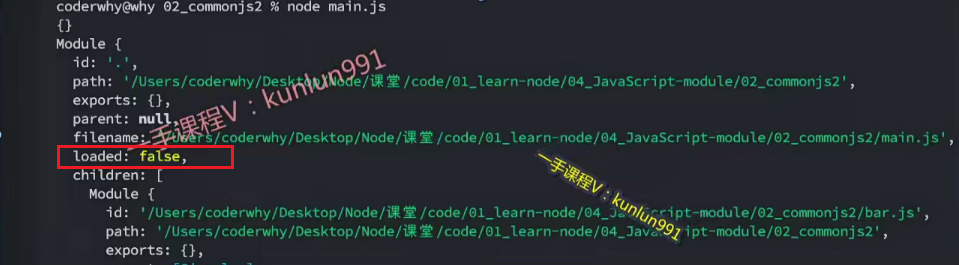 coderwhy@why 02_commonjs2 % node main.js
{}
Module {
  id: '.',
  path: '/Users/coderwhy/Desktop/Node/课堂/code/01_learn-node/04_JavaScript-module/02_commonjs2',
  exports: {},
  parent: null,
  filename: '/Users/coderwhy/Desktop/Node/课堂/code/01_learn-node/04_JavaScript-module/02_commonjs2/main.js',
  loaded: false,
  children: [
    Module {
      id: '/Users/coderwhy/Desktop/Node/课堂/code/01_learn-node/04_JavaScript-module/02_commonjs2/bar.js',
      path: '/Users/coderwhy/Desktop/Node/课堂/code/01_learn-node/04_JavaScript-module/02_commonjs2',
      exports: {},
一手课程V：kunlun991
一手课程V：kunlun991